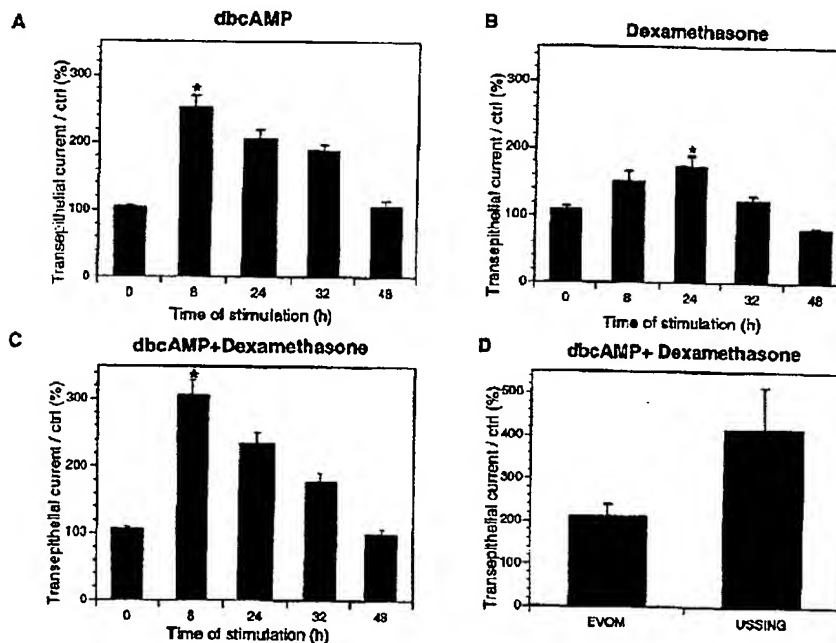 A
dbcAMP
Transepithelial current / ctrl (%)
300
200
100
0
0 8 24 32 48
Time of stimulation (h)
B
Dexamethasone
Transepithelial current / ctrl (%)
300
200
100
0
0 8 24 32 48
Time of stimulation (h)
C
dbcAMP+Dexamethasone
Transepithelial current / ctrl (%)
300
200
103
0
0 8 24 32 48
Time of stimulation (h)
D
dbcAMP+ Dexamethasone
Transepithelial current / ctrl (%)
500
400
300
200
100
0
EVOM USSING